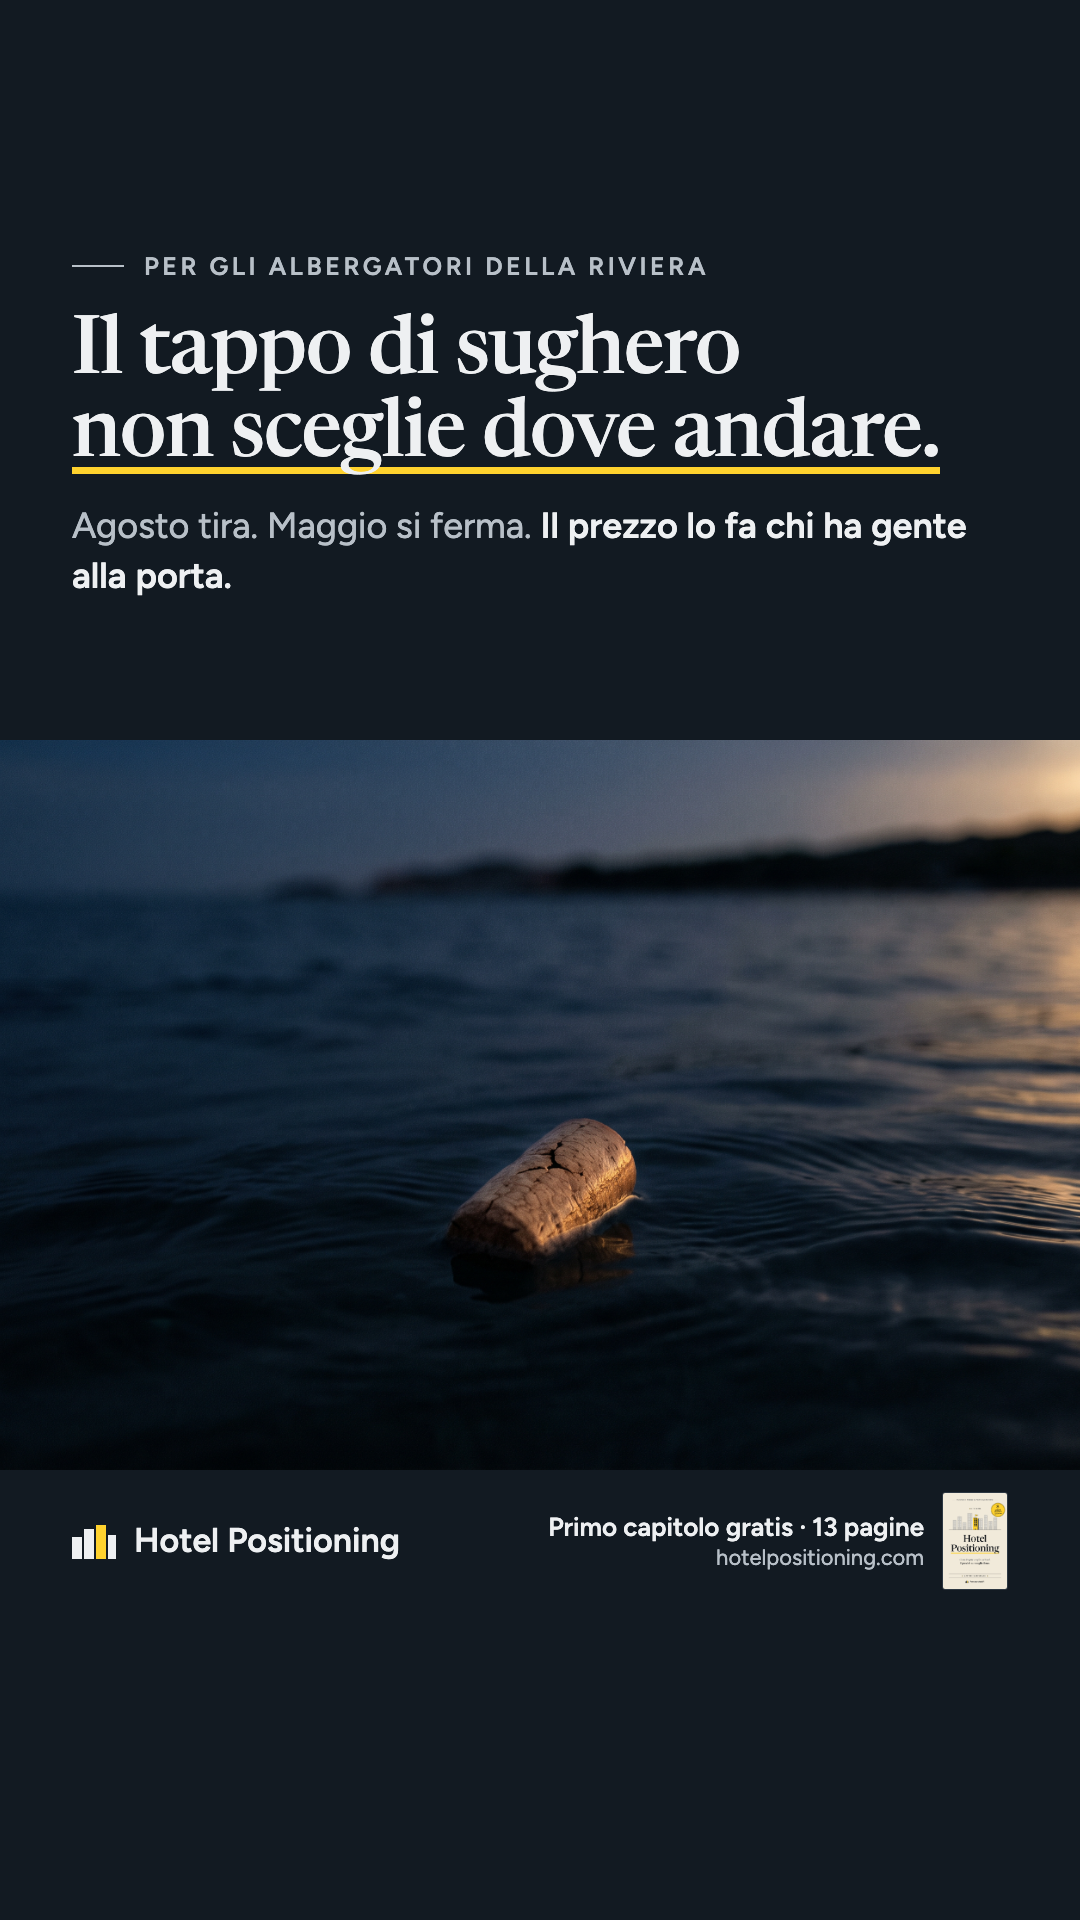 PER GLI ALBERGATORI DELLA RIVIERA
Il tappo di sughero
non sceglie dove andare.
Agosto tira. Maggio si ferma. Il prezzo lo fa chi ha gente
alla porta.
Hotel Positioning
Primo capitolo gratis · 13 pagine
hotelpositioning.com
Hotel
Positioning